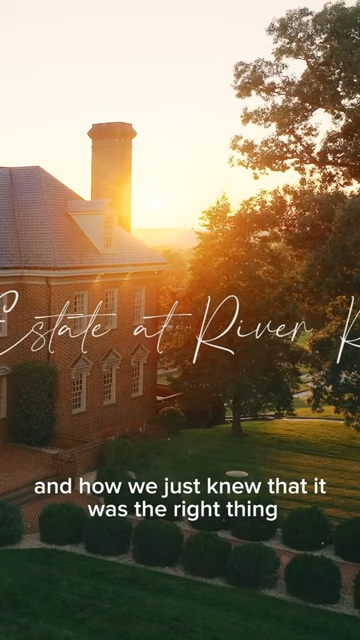 Estate at River R
and how we just knew that it
was the right thing